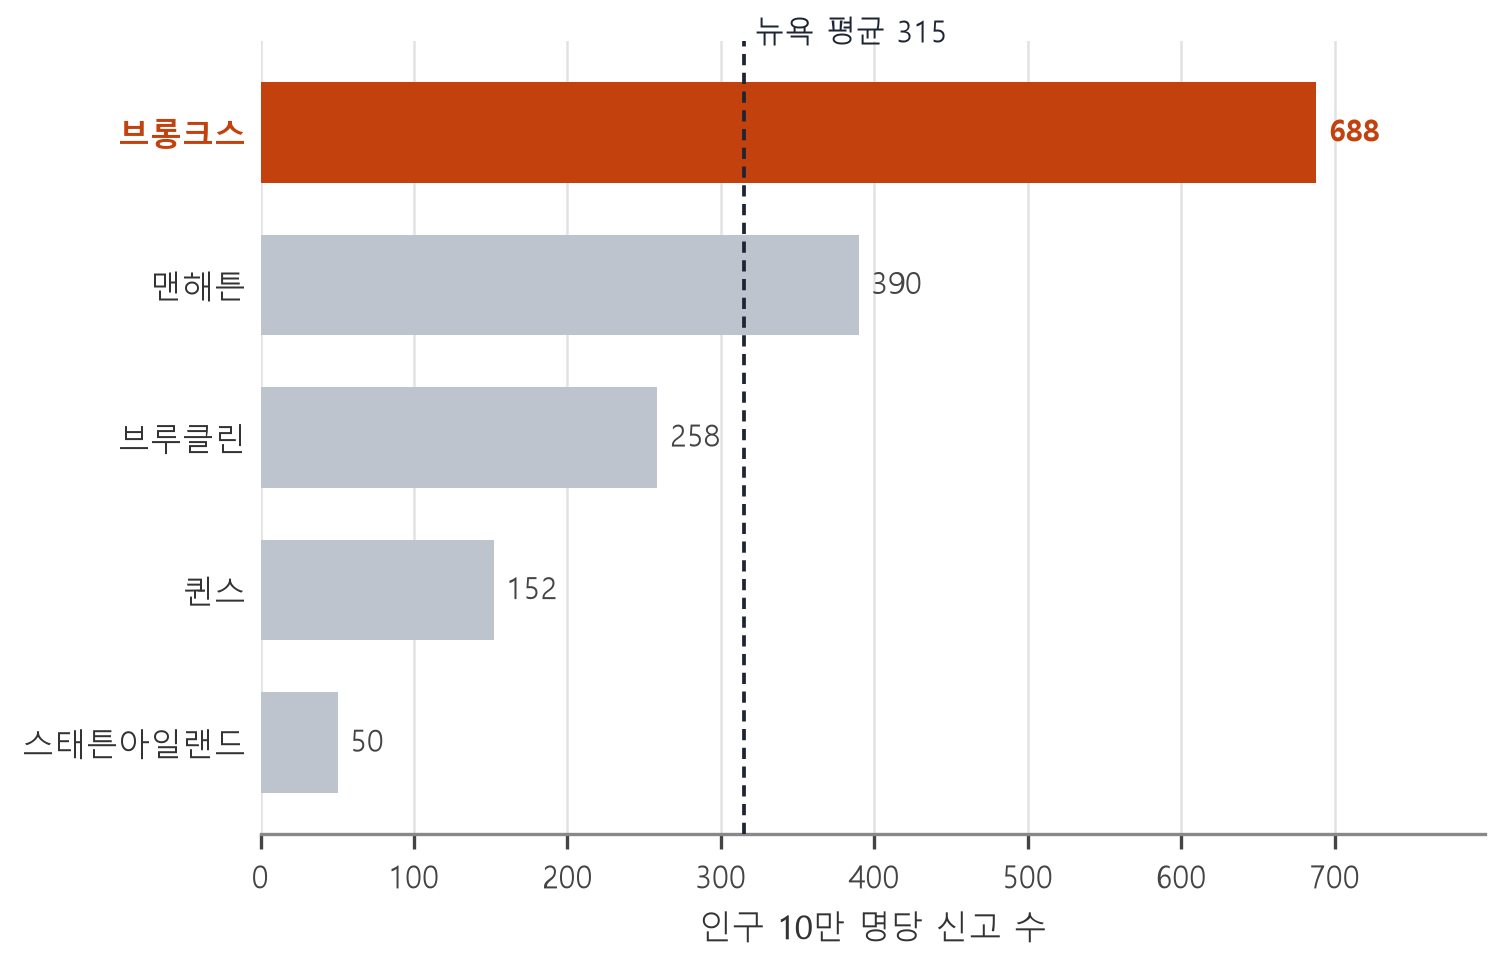 뉴욕 평균 315
브롱크스 688
맨해튼 390
브루클린 258
퀸스 152
스태튼아일랜드 50
0 100 200 300 400 500 600 700
인구 10만 명당 신고 수